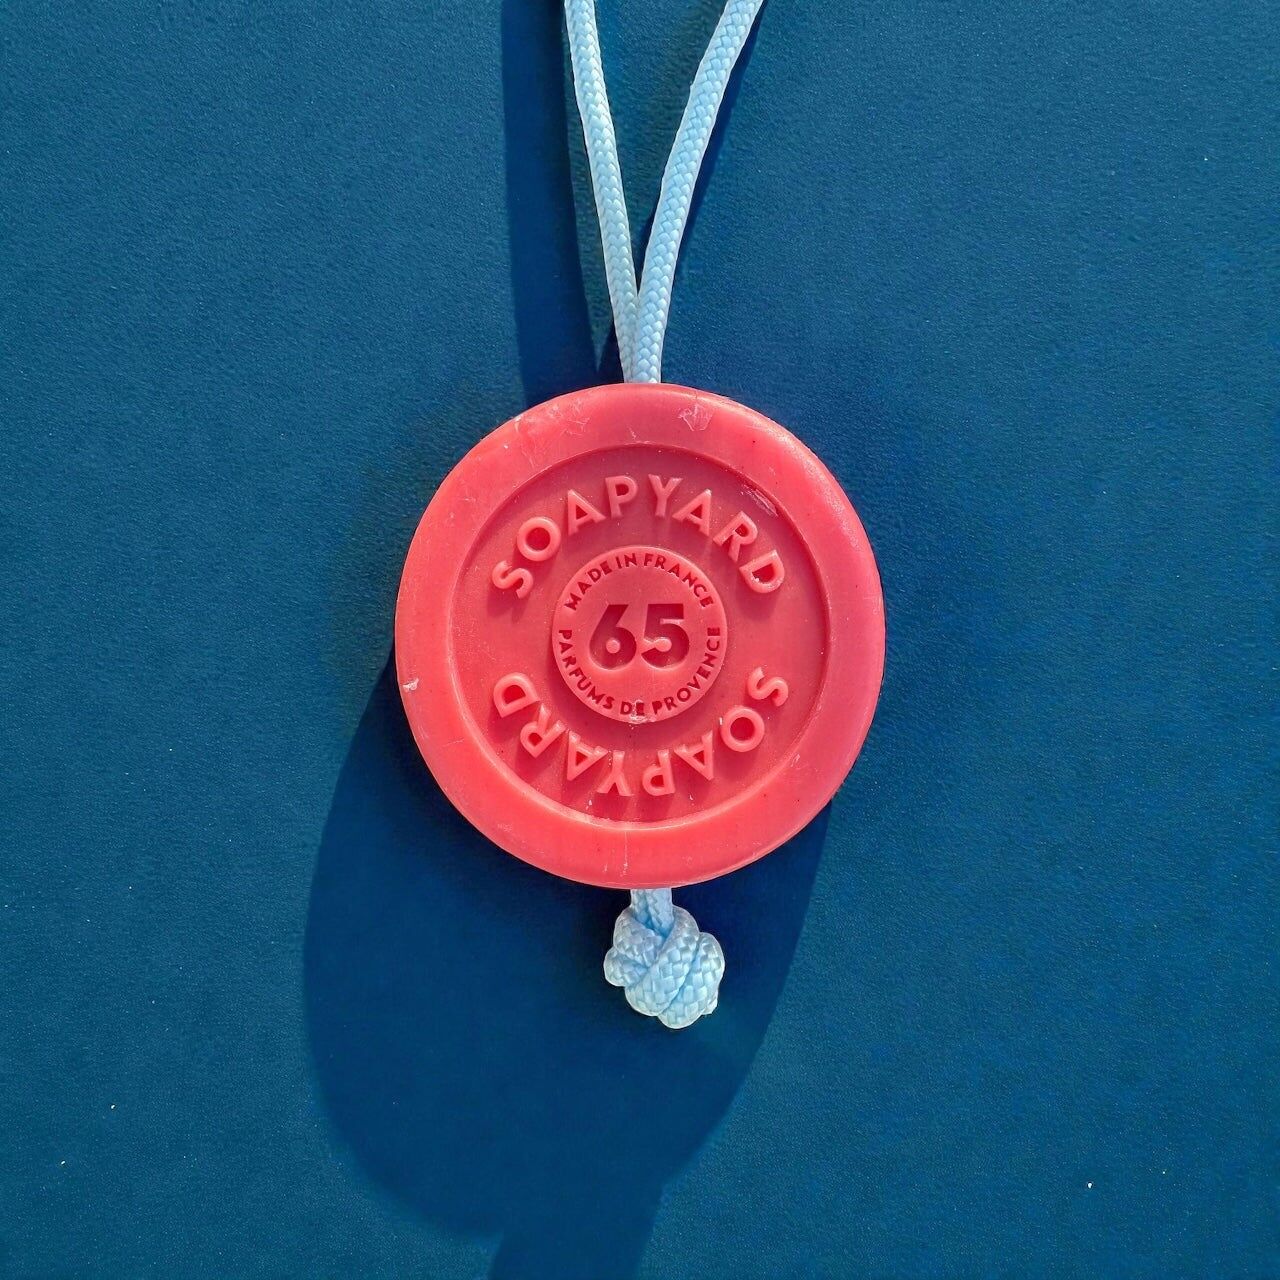 SOAPYARD
MADE IN FRANCE
65
PARFUMS DE PROVENCE
SOAPYARD